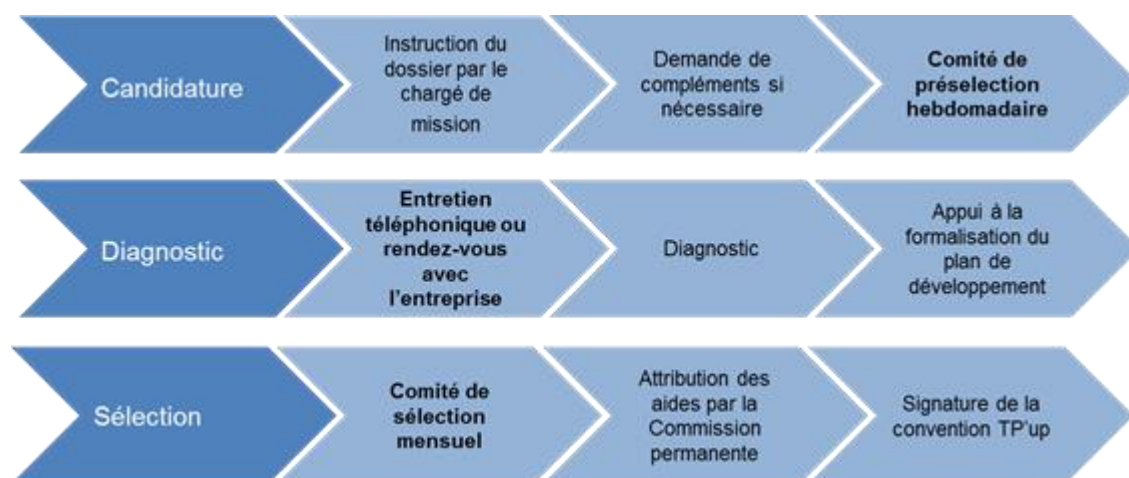 Candidature
Instruction du
dossier par le
chargé de
mission
Demande de
compléments si
nécessaire
Comité de
préselection
hebdomadaire
Diagnostic
Entretien
téléphonique ou
rendez-vous
avec
l'entreprise
Diagnostic
Appui à la
formalisation du
plan de
développement
Sélection
Comité de
sélection
mensuel
Attribution des
aides par la
Commission
permanente
Signature de la
convention TP'up